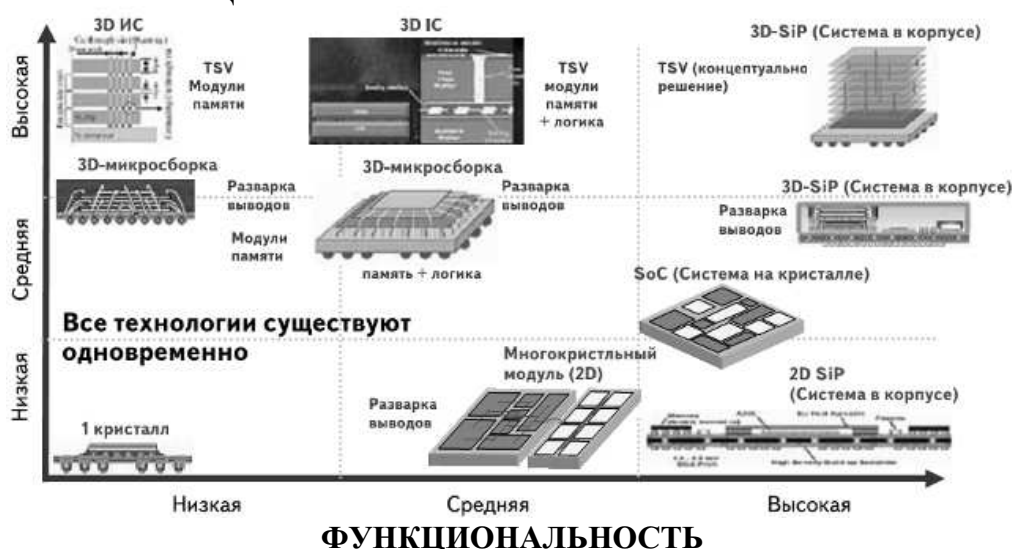 3D ИС
3D IC
3D-SiP (Система в корпусе)
Высокая
TSV
Модули
памяти
TSV
модули
памяти
+ логика
TSV (концептуально
решение)
3D-микросборка
Разварка
выводов
Модули
памяти
3D-микросборка
Разварка
выводов
память + логика
3D-SiP (Система в корпусе)
Разварка
выводов
Средняя
SoC (Система на кристалле)
Все технологии существуют
одновременно
Низкая
Многокристльный
модуль (2D)
Разварка
выводов
2D SiP
(Система в корпусе)
1 кристалл
Низкая
Средняя
Высокая
ФУНКЦИОНАЛЬНОСТЬ